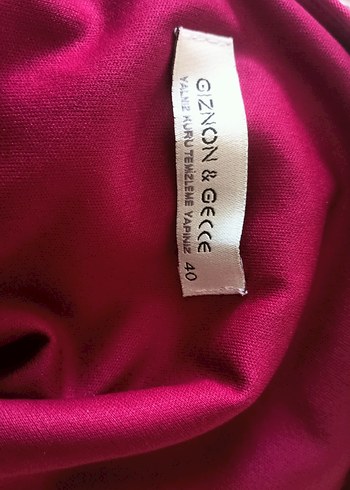 GIZNON & GECCE
YALNIZ KURU TEMİZLEME YAPINIZ 40